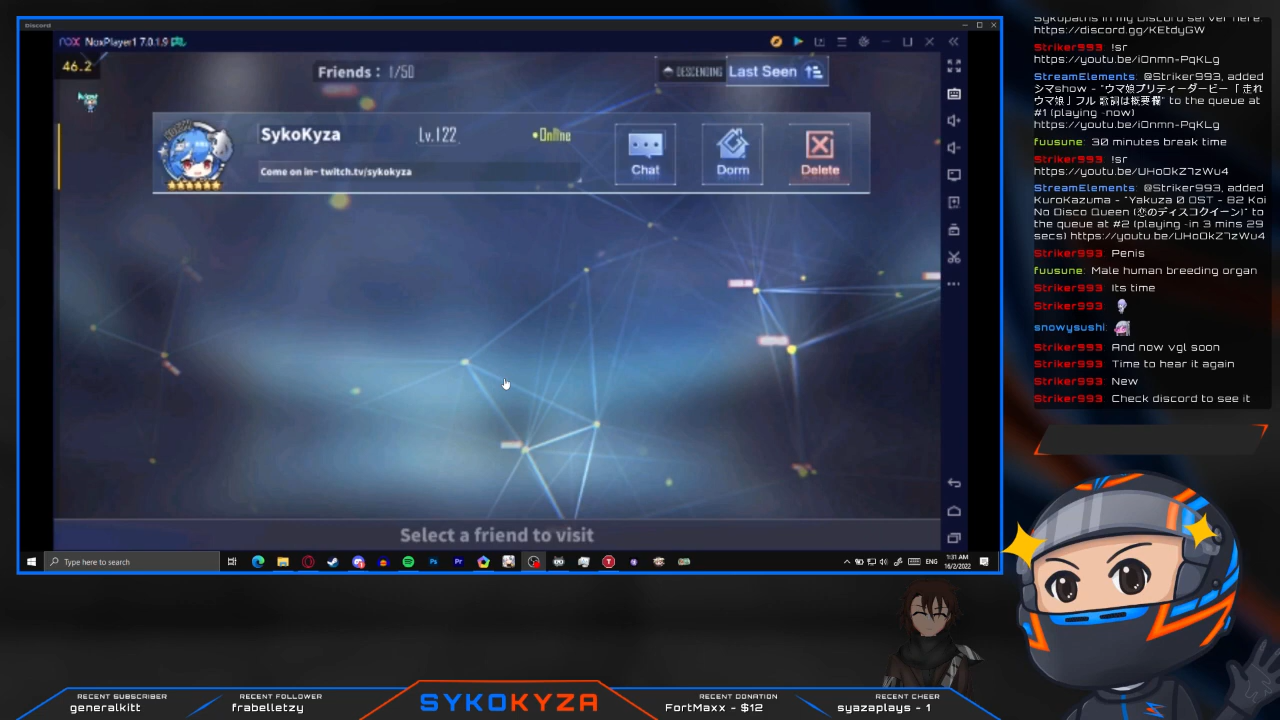 Discord
nox NoxPlayer1 7.0.1.9
46.2
Friends : 1/50
DESCENDING
Last Seen
SykoKyza
Lv.122
Online
Come on in~ twitch.tv/sykokyza
Chat
Dorm
Delete
Select a friend to visit
Type here to search
ENG
1:31 AM
16/2/2022
Sykopaths in my Discord server here:
https://discord.gg/KEtdyGW
Striker993: !sr
https://youtu.be/iOnmn-PqKLg
StreamElements: @Striker993, added
シマshow - "ウマ娘プリティーダービー「走れ
ウマ娘」フル 歌詞は概要欄" to the queue at
#1 (playing ~now)
https://youtu.be/iOnmn-PqKLg
fuusune: 30 minutes break time
Striker993: !sr
https://youtu.be/UHoOkZ7zWu4
StreamElements: @Striker993, added
KuroKazuma - "Yakuza 0 OST - 82 Koi
No Disco Queen (恋のディスコクイーン)" to
the queue at #2 (playing ~in 3 mins 29
secs) https://youtu.be/UHoOkZ7zWu4
Striker993: Penis
fuusune: Male human breeding organ
Striker993: Its time
Striker993:
snowysushi:
Striker993: And now vgl soon
Striker993: Time to hear it again
Striker993: New
Striker993: Check discord to see it
RECENT SUBSCRIBER
generalkitt
RECENT FOLLOWER
frabelletzy
SYKOKYZA
RECENT DONATION
FortMaxx - $12
RECENT CHEER
syazaplays - 1